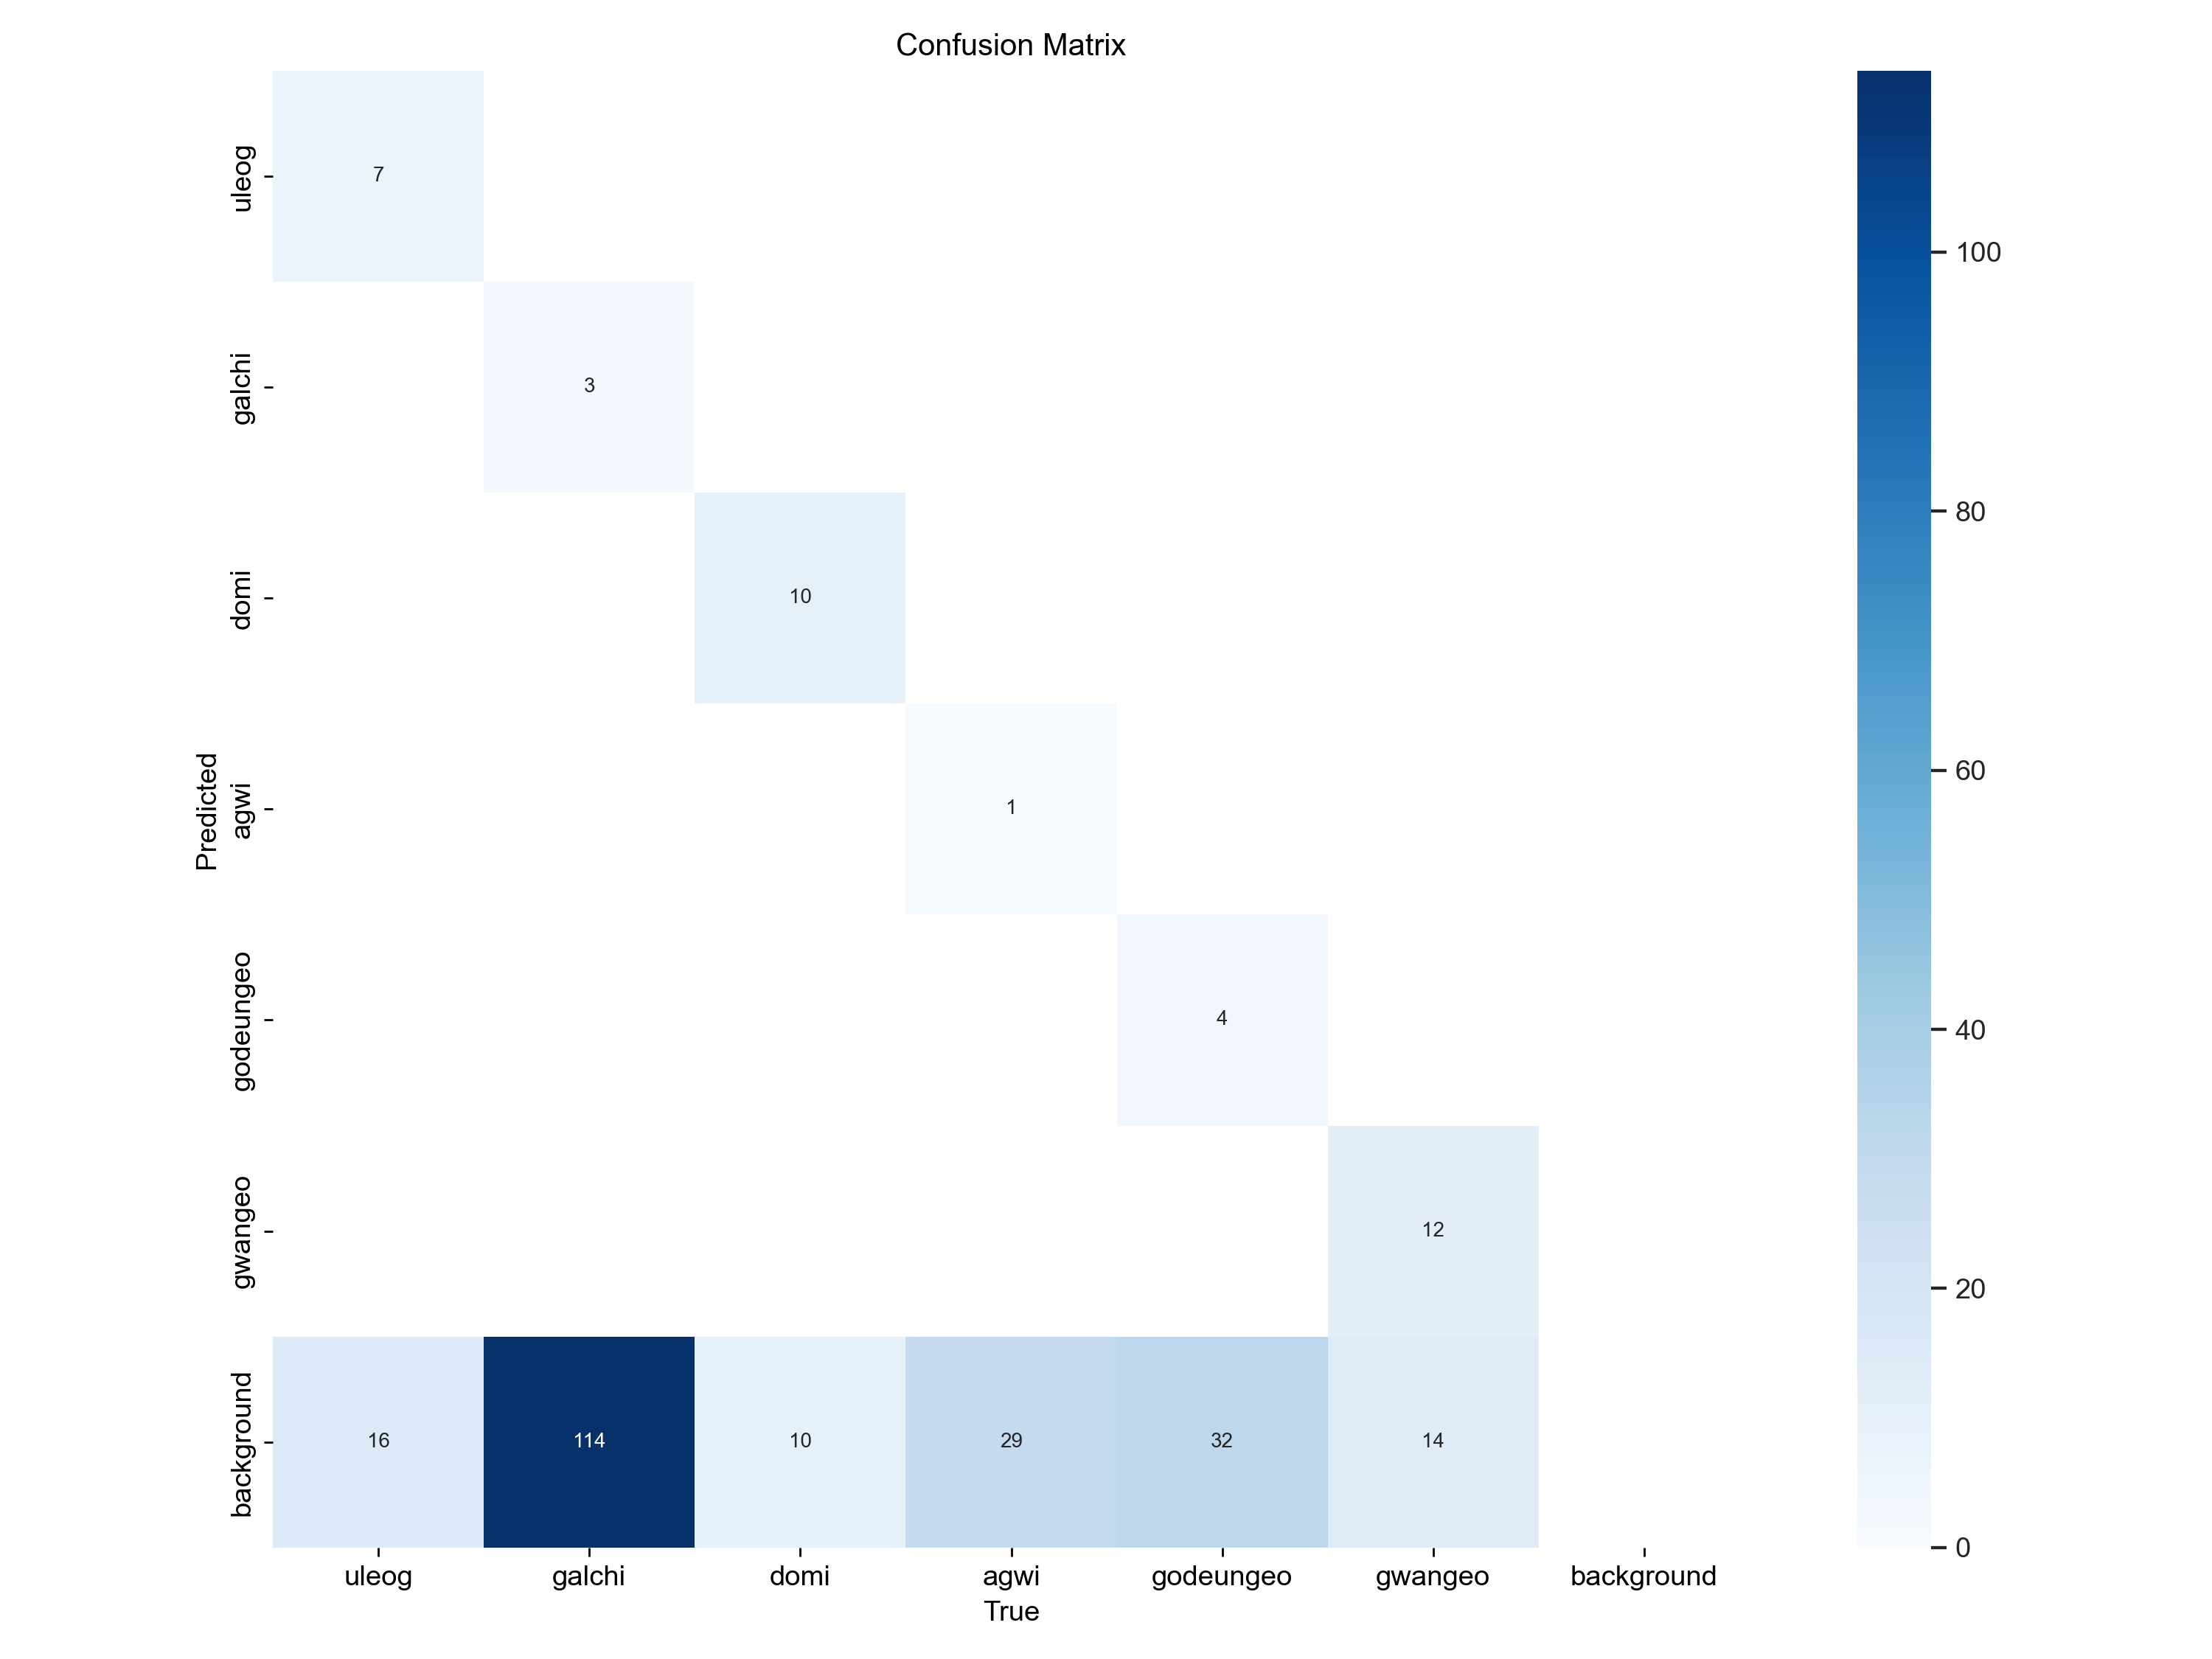 Confusion Matrix
uleog
7
galchi
3
domi
10
Predicted
agwi
1
godeungeo
4
gwangeo
12
background
16 114 10 29 32 14
uleog galchi domi agwi godeungeo gwangeo background
True
100
80
60
40
20
0